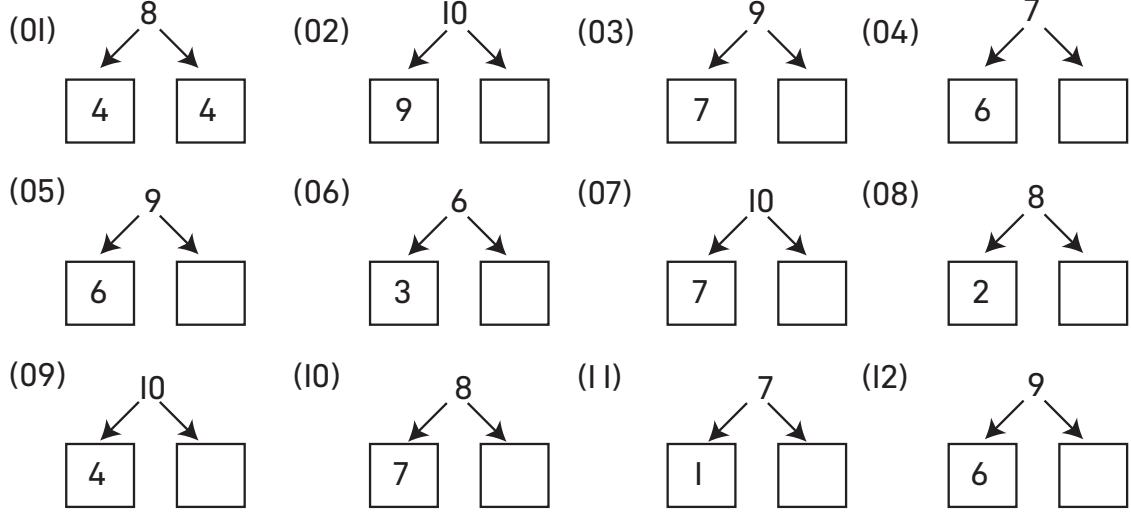 (01) 8 (02) 10 (03) 9 (04) 7
4 4 9 7 6
(05) 9 (06) 6 (07) 10 (08) 8
6 3 7 2
(09) 10 (10) 8 (11) 7 (12) 9
4 7 1 6